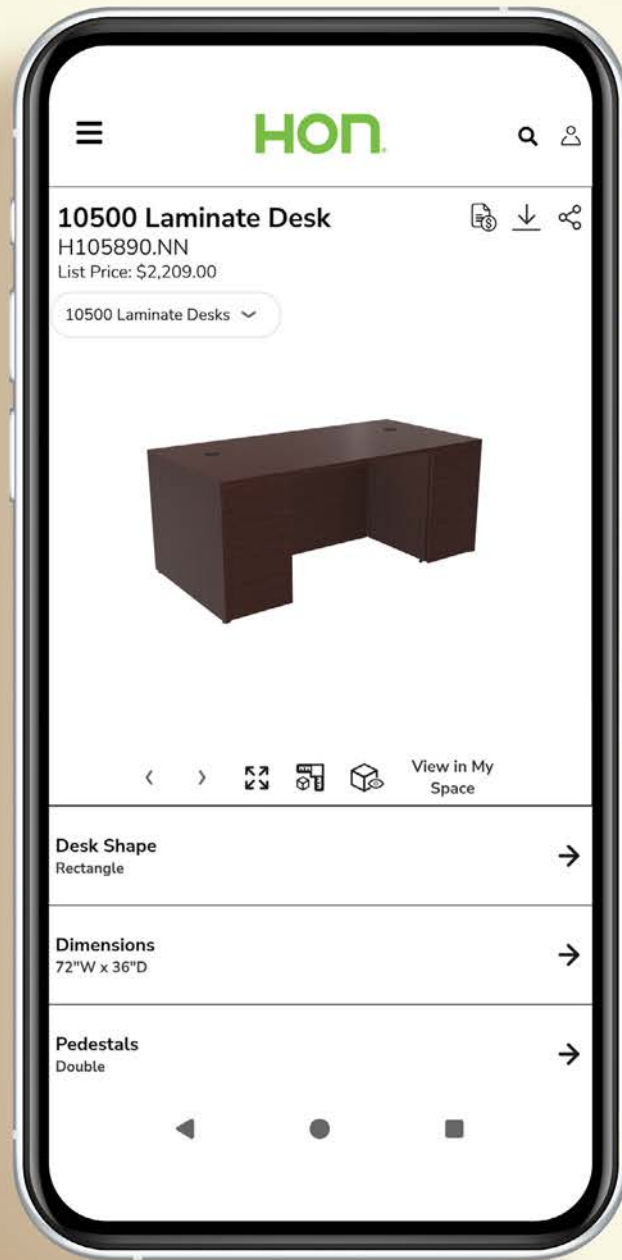 HON
10500 Laminate Desk
H105890.NN
List Price: $2,209.00
10500 Laminate Desks
View in My
Space
Desk Shape
Rectangle
Dimensions
72"W x 36"D
Pedestals
Double